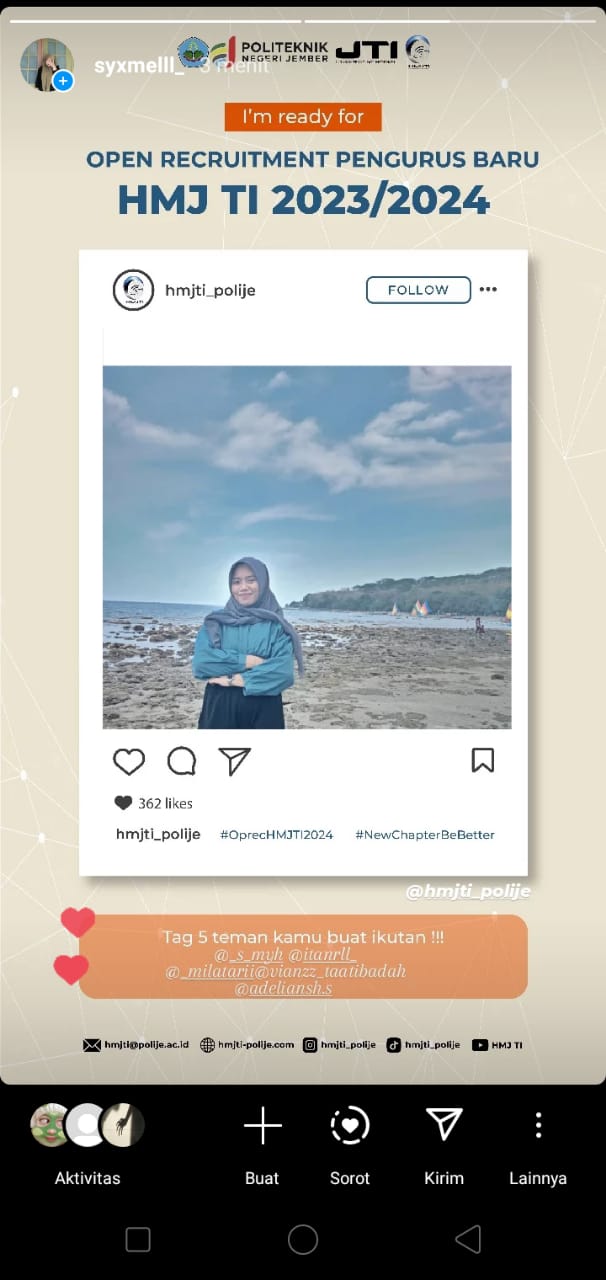 syxmelll_ 3 menit
POLITEKNIK
NEGERI JEMBER
JTI
I'm ready for
OPEN RECRUITMENT PENGURUS BARU
HMJ TI 2023/2024
hmjti_polije
FOLLOW
362 likes
hmjti_polije #OprecHMJTI2024 #NewChapterBeBetter
@hmjti_polije
Tag 5 teman kamu buat ikutan !!!
@_s_myh @itanrll_
@_milatarii@vianzz_taatibadah
@adeliansh.s
hmjti@polije.ac.id hmjti-polije.com hmjti_polije hmjti_polije HMJ TI
Aktivitas
Buat
Sorot
Kirim
Lainnya